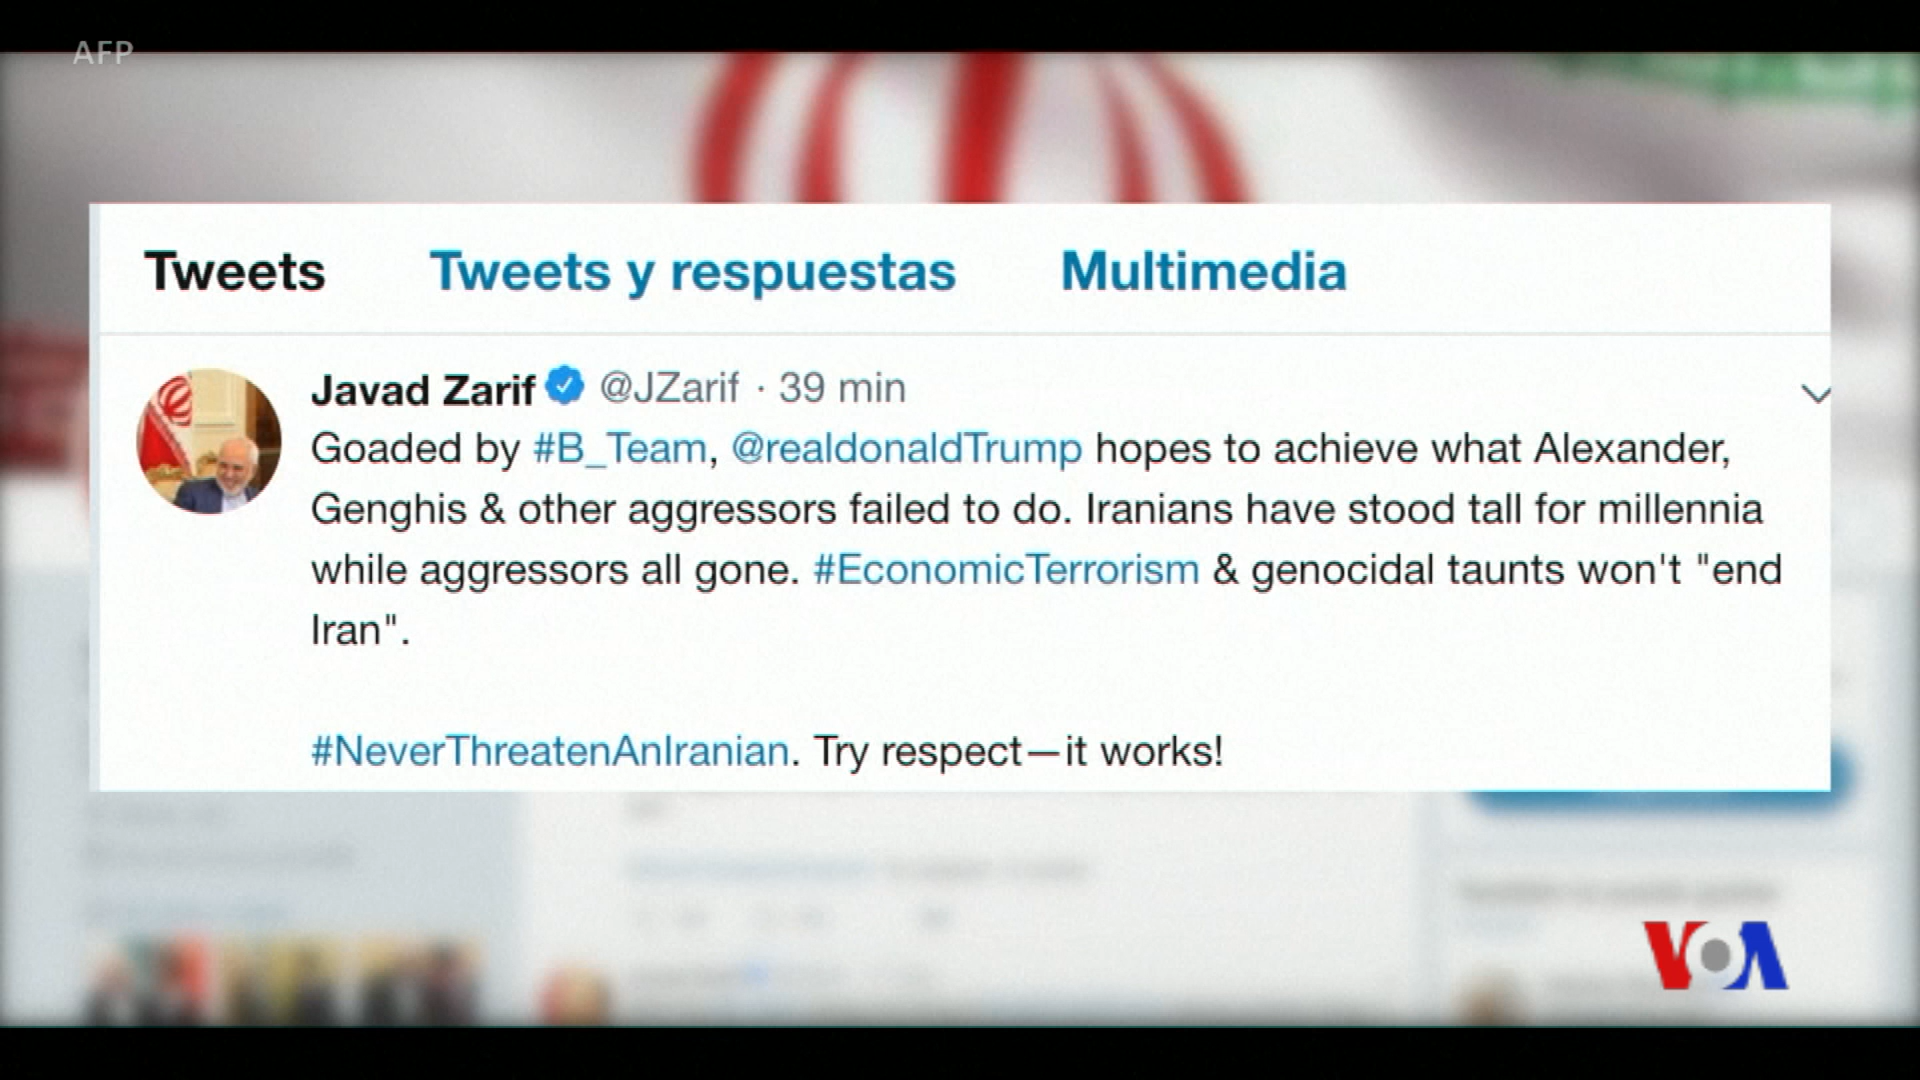 AFP
Tweets Tweets y respuestas Multimedia
Javad Zarif @JZarif · 39 min
Goaded by #B_Team, @realdonaldTrump hopes to achieve what Alexander,
Genghis & other aggressors failed to do. Iranians have stood tall for millennia
while aggressors all gone. #EconomicTerrorism & genocidal taunts won't "end
Iran".
#NeverThreatenAnIranian. Try respect—it works!
VOA